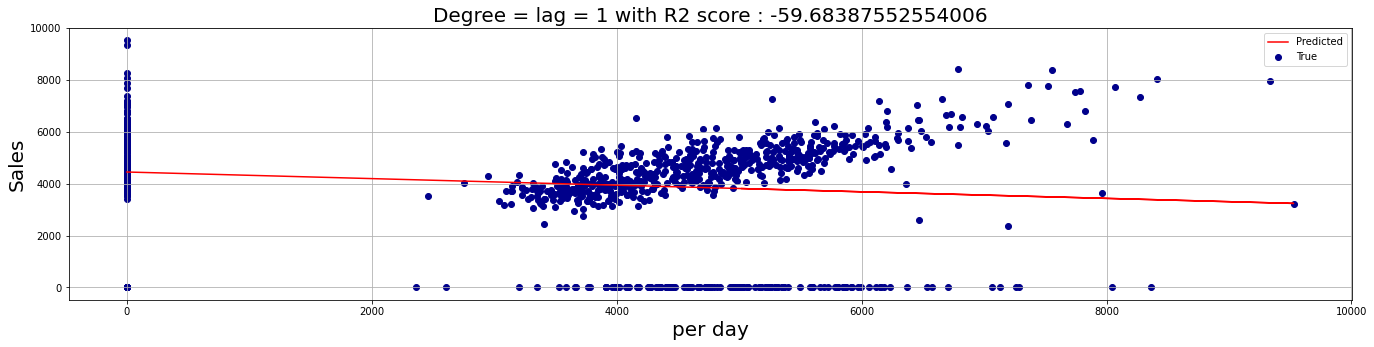 Degree = lag = 1 with R2 score : -59.68387552554006
10000
8000
6000
4000
2000
0
Sales
Predicted
True
0 2000 4000 6000 8000 10000
per day